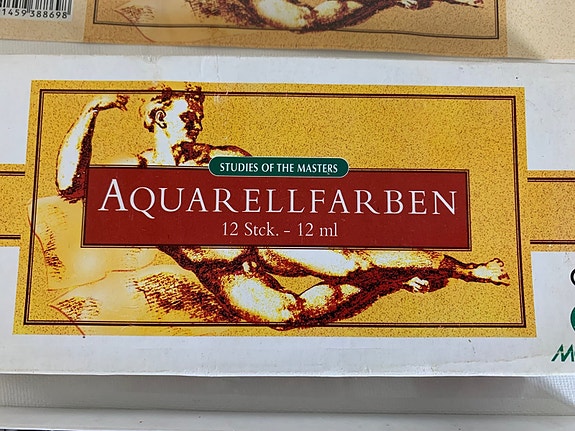 1459388698
STUDIES OF THE MASTERS
AQUARELLFARBEN
12 Stck. - 12 ml